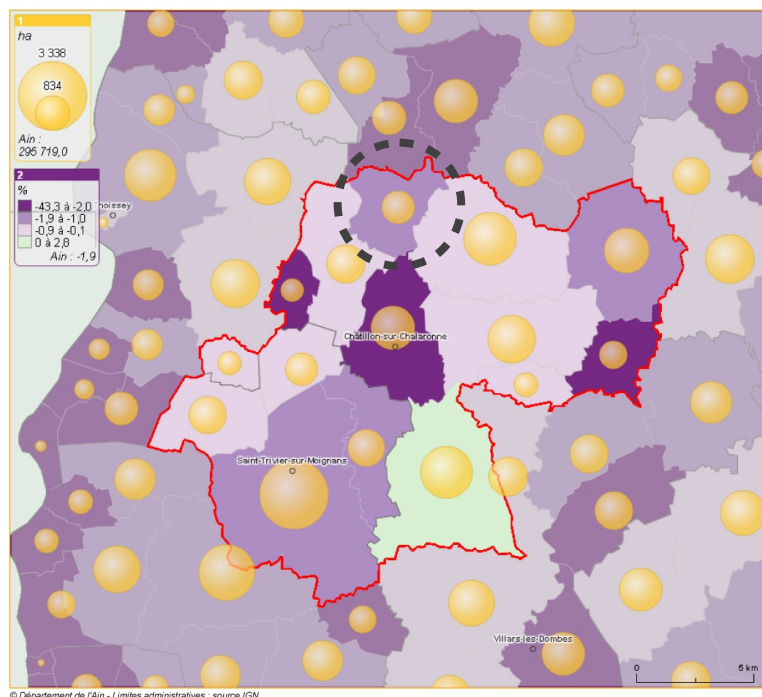 1
ha
3 338
834
Ain :
295 719,0
2
%
-43,3 à -2,0
-1,9 à -1,0
-0,9 à -0,1
0 à 2,8
Ain : -1,9
noissey
Châtillon-sur-Chalaronne
Saint-Trivier-sur-Moignans
Villars-les-Dombes
0
5 km
© Département de l'Ain - Limites administratives : source IGN